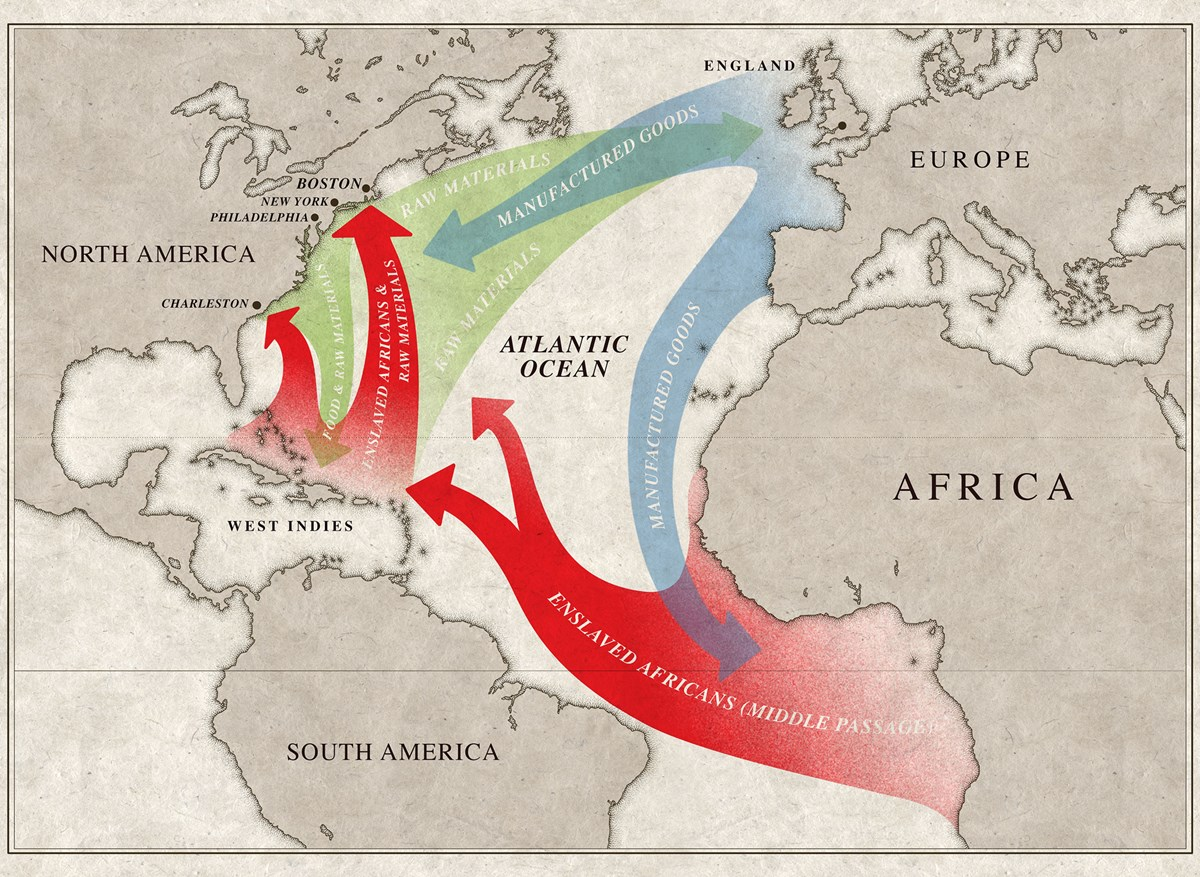 ENGLAND
EUROPE
MANUFACTURED GOODS
RAW MATERIALS
BOSTON
NEW YORK
PHILADELPHIA
NORTH AMERICA
RAW MATERIALS
FOOD & RAW MATERIALS
ENSLAVED AFRICANS &
RAW MATERIALS
CHARLESTON
ATLANTIC
OCEAN
MANUFACTURED GOODS
AFRICA
WEST INDIES
ENSLAVED AFRICANS (MIDDLE PASSAGE)
SOUTH AMERICA